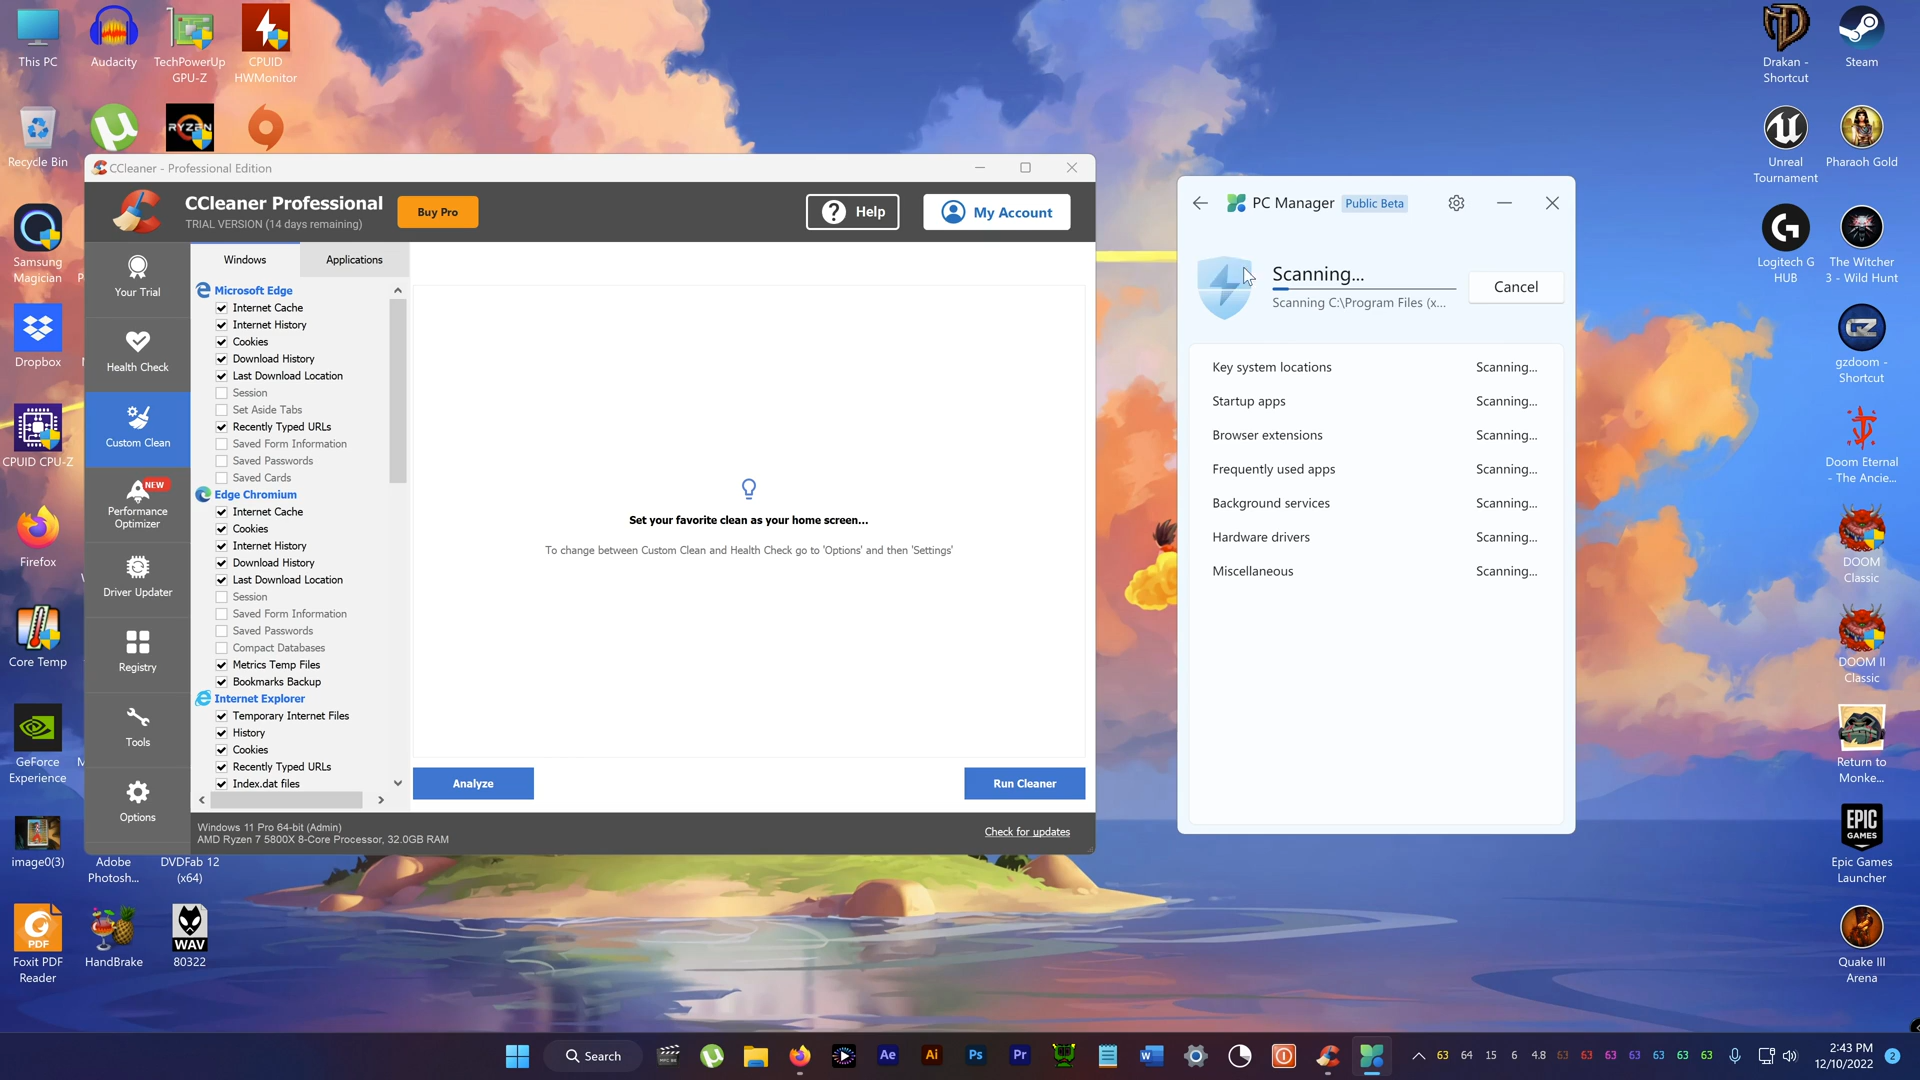 This PC
Audacity
TechPowerUp
GPU-Z
CPUID
HWMonitor
Drakan -
Shortcut
Steam
Recycle Bin
RYZEN
Unreal
Tournament
Pharaoh Gold
Samsung
Magician
P
Logitech G
HUB
The Witcher
3 - Wild Hunt
Dropbox
gzdoom -
Shortcut
CPUID CPU-Z
Doom Eternal
- The Ancie...
Firefox
DOOM
Classic
Core Temp
DOOM II
Classic
GeForce
Experience
Return to
Monke...
image0(3)
Adobe
Photosh...
DVDFab 12
(x64)
EPIC
GAMES
Epic Games
Launcher
PDF
Foxit PDF
Reader
HandBrake
WAV
80322
Quake III
Arena
CCleaner - Professional Edition
CCleaner Professional
TRIAL VERSION (14 days remaining)
Buy Pro
Help
My Account
Your Trial
Health Check
Custom Clean
NEW
Performance
Optimizer
Driver Updater
Registry
Tools
Options
Windows
Applications
Microsoft Edge
Internet Cache
Internet History
Cookies
Download History
Last Download Location
Session
Set Aside Tabs
Recently Typed URLs
Saved Form Information
Saved Passwords
Saved Cards
Edge Chromium
Internet Cache
Cookies
Internet History
Download History
Last Download Location
Session
Saved Form Information
Saved Passwords
Compact Databases
Metrics Temp Files
Bookmarks Backup
Internet Explorer
Temporary Internet Files
History
Cookies
Recently Typed URLs
Index.dat files
Set your favorite clean as your home screen...
To change between Custom Clean and Health Check go to 'Options' and then 'Settings'
Analyze
Run Cleaner
Windows 11 Pro 64-bit (Admin)
AMD Ryzen 7 5800X 8-Core Processor, 32.0GB RAM
Check for updates
PC Manager
Public Beta
Scanning...
Scanning C:\Program Files (x...
Cancel
Key system locations Scanning...
Startup apps Scanning...
Browser extensions Scanning...
Frequently used apps Scanning...
Background services Scanning...
Hardware drivers Scanning...
Miscellaneous Scanning...
Search
Ae
Ai
Ps
Pr
63 64 15 6 4.8 63 63 63 63 63 63 63
2:43 PM
12/10/2022
2